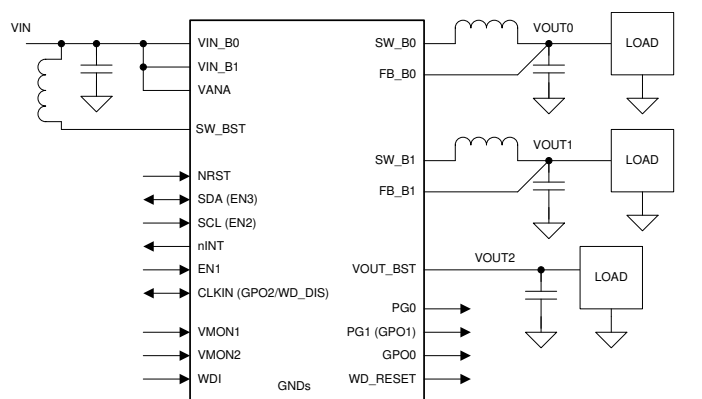 VIN
VIN_B0
VIN_B1
VANA
SW_BST
NRST
SDA (EN3)
SCL (EN2)
nINT
EN1
CLKIN (GPO2/WD_DIS)
VMON1
VMON2
WDI
GNDs
SW_B0
FB_B0
SW_B1
FB_B1
VOUT_BST
PG0
PG1 (GPO1)
GPO0
WD_RESET
VOUT0
LOAD
VOUT1
LOAD
VOUT2
LOAD